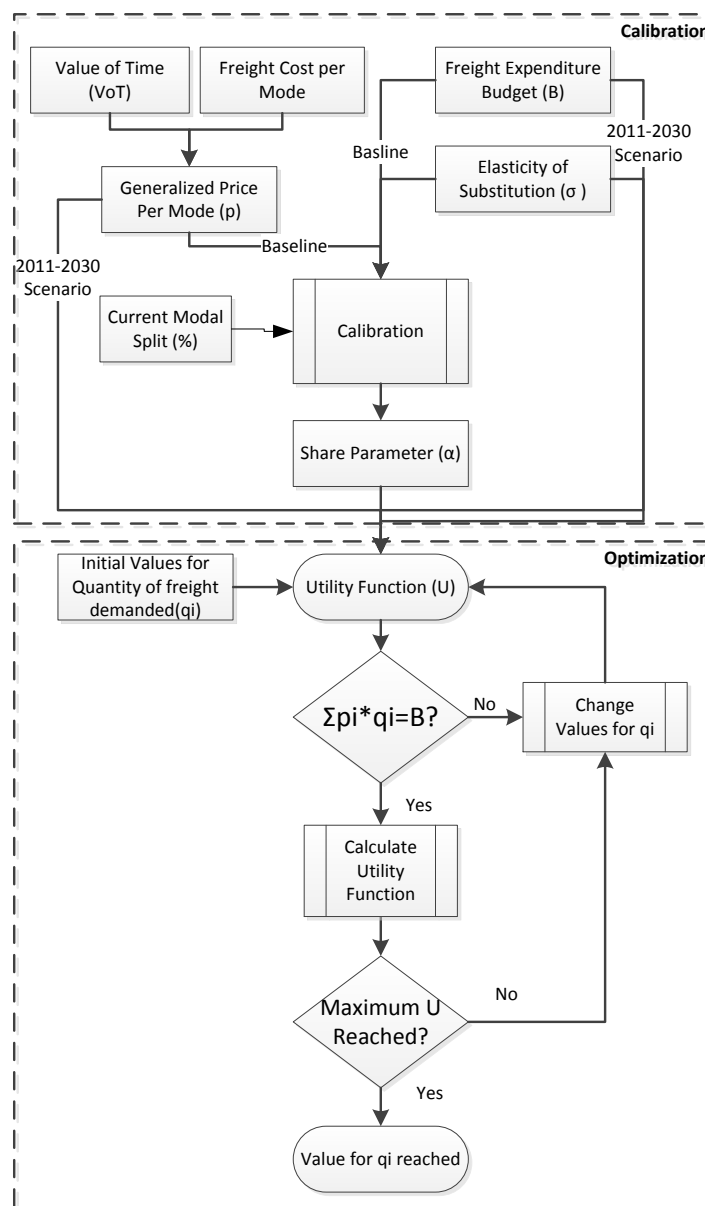 Calibration
Value of Time
(VoT)
Freight Cost per
Mode
Freight Expenditure
Budget (B)
2011-2030
Scenario
Basline
Elasticity of
Substitution (σ )
Generalized Price
Per Mode (p)
Baseline
2011-2030
Scenario
Current Modal
Split (%)
Calibration
Share Parameter (α)
Optimization
Initial Values for
Quantity of freight
demanded(qi)
Utility Function (U)
Σpi*qi=B?
No
Change
Values for qi
Yes
Calculate
Utility
Function
Maximum U
Reached?
No
Yes
Value for qi reached